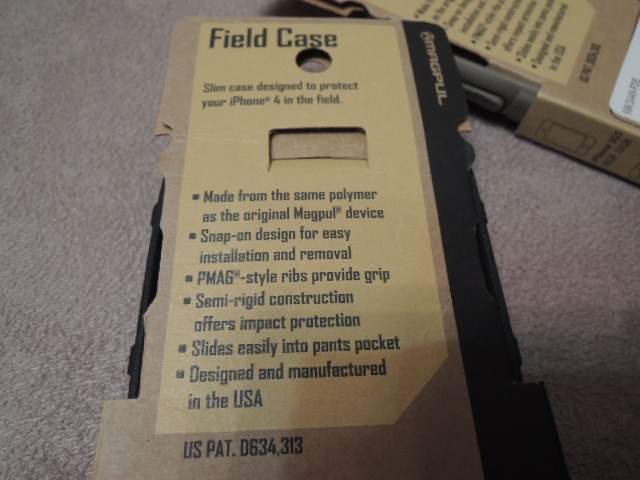 Field Case
MAGPUL
Slim case designed to protect
your iPhone® 4 in the field.
▪ Made from the same polymer
as the original Magpul® device
▪ Snap-on design for easy
installation and removal
▪ PMAG®-style ribs provide grip
▪ Semi-rigid construction
offers impact protection
▪ Slides easily into pants pocket
▪ Designed and manufactured
in the USA
US PAT. D634,313